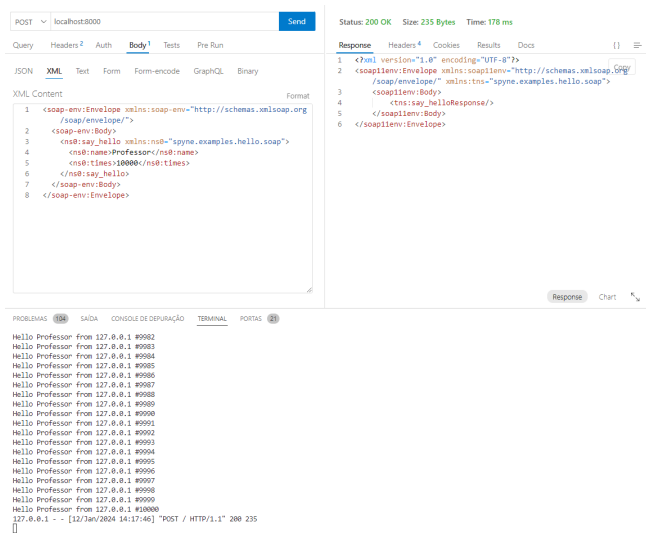 POST localhost:8000 Send
Query Headers 2 Auth Body 1 Tests Pre Run
JSON XML Text Form Form-encode GraphQL Binary
XML Content Format
1 <soap-env:Envelope xmlns:soap-env="http://schemas.xmlsoap.org
/soap/envelope/">
2 <soap-env:Body>
3 <ns0:say_hello xmlns:ns0="spyne.examples.hello.soap">
4 <ns0:name>Professor</ns0:name>
5 <ns0:times>10000</ns0:times>
6 </ns0:say_hello>
7 </soap-env:Body>
8 </soap-env:Envelope>
Status: 200 OK Size: 235 Bytes Time: 178 ms
Response Headers 4 Cookies Results Docs {}
Copy
1 <?xml version="1.0" encoding="UTF-8"?>
2 <soap11env:Envelope xmlns:soap11env="http://schemas.xmlsoap.org
/soap/envelope/" xmlns:tns="spyne.examples.hello.soap">
3 <soap11env:Body>
4 <tns:say_helloResponse/>
5 </soap11env:Body>
6 </soap11env:Envelope>
Response Chart
PROBLEMAS 104 SAÍDA CONSOLE DE DEPURAÇÃO TERMINAL PORTAS 21
Hello Professor from 127.0.0.1 #9982
Hello Professor from 127.0.0.1 #9983
Hello Professor from 127.0.0.1 #9984
Hello Professor from 127.0.0.1 #9985
Hello Professor from 127.0.0.1 #9986
Hello Professor from 127.0.0.1 #9987
Hello Professor from 127.0.0.1 #9988
Hello Professor from 127.0.0.1 #9989
Hello Professor from 127.0.0.1 #9990
Hello Professor from 127.0.0.1 #9991
Hello Professor from 127.0.0.1 #9992
Hello Professor from 127.0.0.1 #9993
Hello Professor from 127.0.0.1 #9994
Hello Professor from 127.0.0.1 #9995
Hello Professor from 127.0.0.1 #9996
Hello Professor from 127.0.0.1 #9997
Hello Professor from 127.0.0.1 #9998
Hello Professor from 127.0.0.1 #9999
Hello Professor from 127.0.0.1 #10000
127.0.0.1 - - [12/Jan/2024 14:17:46] "POST / HTTP/1.1" 200 235